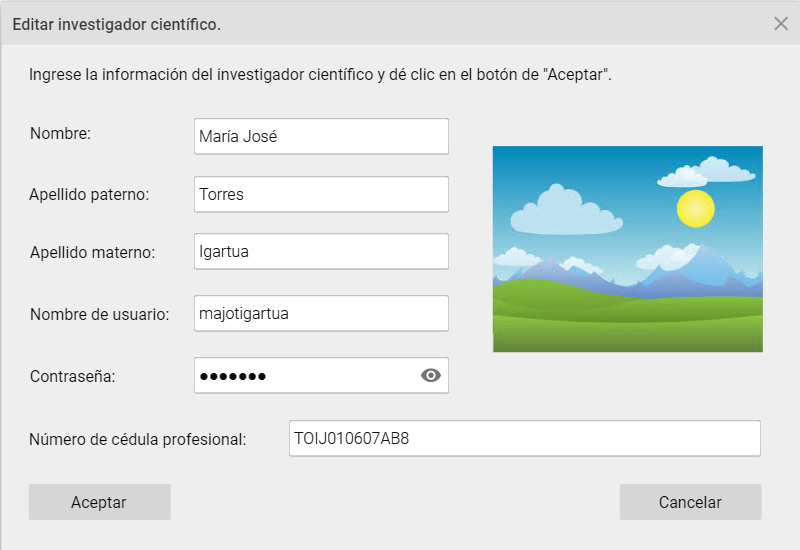 Editar investigador científico.
Ingrese la información del investigador científico y dé clic en el botón de "Aceptar".
Nombre: María José
Apellido paterno: Torres
Apellido materno: Igartua
Nombre de usuario: majotigartua
Contraseña: ●●●●●●●
Número de cédula profesional: TOIJ010607AB8
Aceptar Cancelar